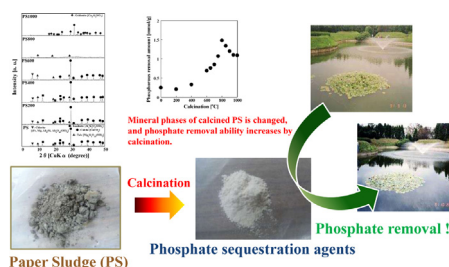 PS1000
PS800
PS600
PS400
PS200
PS
Intensity [a. u.]
2 θ [CuK α (degree)]
Phosphorus removal amount [mmol/g]
Calcination [°C]
Mineral phases of calcined PS is changed,
and phosphate removal ability increases by
calcination.
Calcination
Paper Sludge (PS)
Phosphate sequestration agents
Phosphate removal !